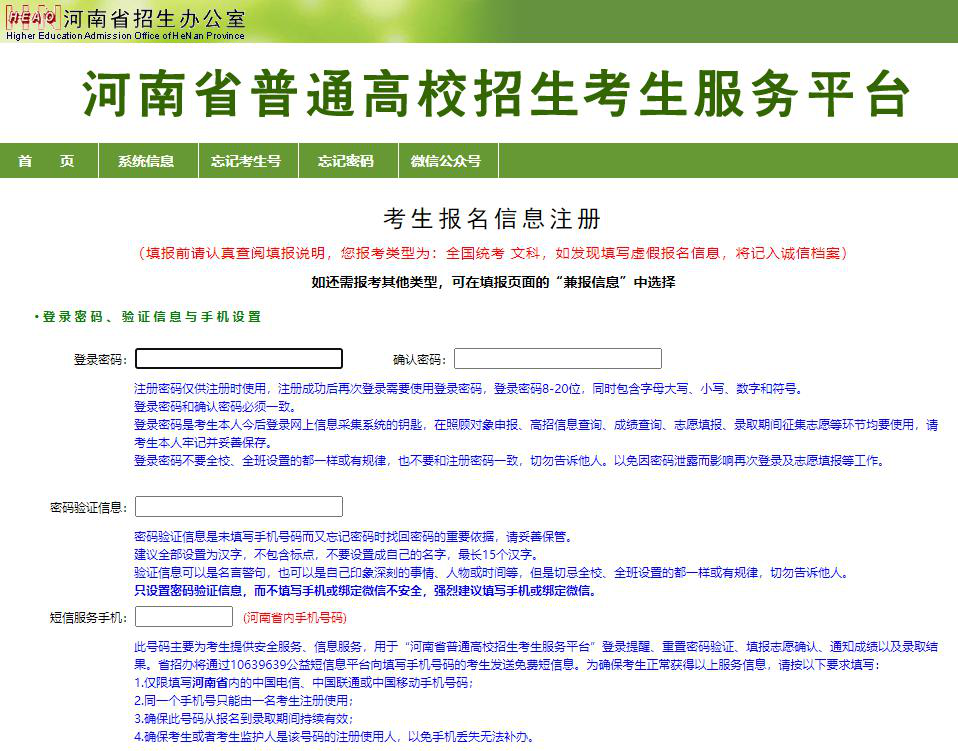 HEAO 河南省招生办公室
Higher Education Admission Office of HeNan Province
河南省普通高校招生考生服务平台
首 页 系统信息 忘记考生号 忘记密码 微信公众号
考生报名信息注册
（填报前请认真查阅填报说明，您报考类型为：全国统考 文科，如发现填写虚假报名信息，将记入诚信档案）
如还需报考其他类型，可在填报页面的“兼报信息”中选择
·登录密码、验证信息与手机设置
登录密码： 确认密码：
注册密码仅供注册时使用，注册成功后再次登录需要使用登录密码，登录密码8-20位，同时包含字母大写、小写、数字和符号。
登录密码和确认密码必须一致。
登录密码是考生本人今后登录网上信息采集系统的钥匙，在照顾对象申报、高招信息查询、成绩查询、志愿填报、录取期间征集志愿等环节均要使用，请
考生本人牢记并妥善保存。
登录密码不要全校、全班设置的都一样或有规律，也不要和注册密码一致，切勿告诉他人。以免因密码泄露而影响再次登录及志愿填报等工作。
密码验证信息：
密码验证信息是未填写手机号码而又忘记密码时找回密码的重要依据，请妥善保管。
建议全部设置为汉字，不包含标点，不要设置成自己的名字，最长15个汉字。
验证信息可以是名言警句，也可以是自己印象深刻的事情、人物或时间等，但是切忌全校、全班设置的都一样或有规律，切勿告诉他人。
只设置密码验证信息，而不填写手机或绑定微信不安全，强烈建议填写手机或绑定微信。
短信服务手机： (河南省内手机号码)
此号码主要为考生提供安全服务、信息服务，用于“河南省普通高校招生考生服务平台”登录提醒、重置密码验证、填报志愿确认、通知成绩以及录取结
果。省招办将通过10639639公益短信息平台向填写手机号码的考生发送免费短信息。为确保考生正常获得以上服务信息，请按以下要求填写：
1.仅限填写河南省内的中国电信、中国联通或中国移动手机号码；
2.同一个手机号只能由一名考生注册使用；
3.确保此号码从报名到录取期间持续有效；
4.确保考生或者考生监护人是该号码的注册使用人，以免手机丢失无法补办。